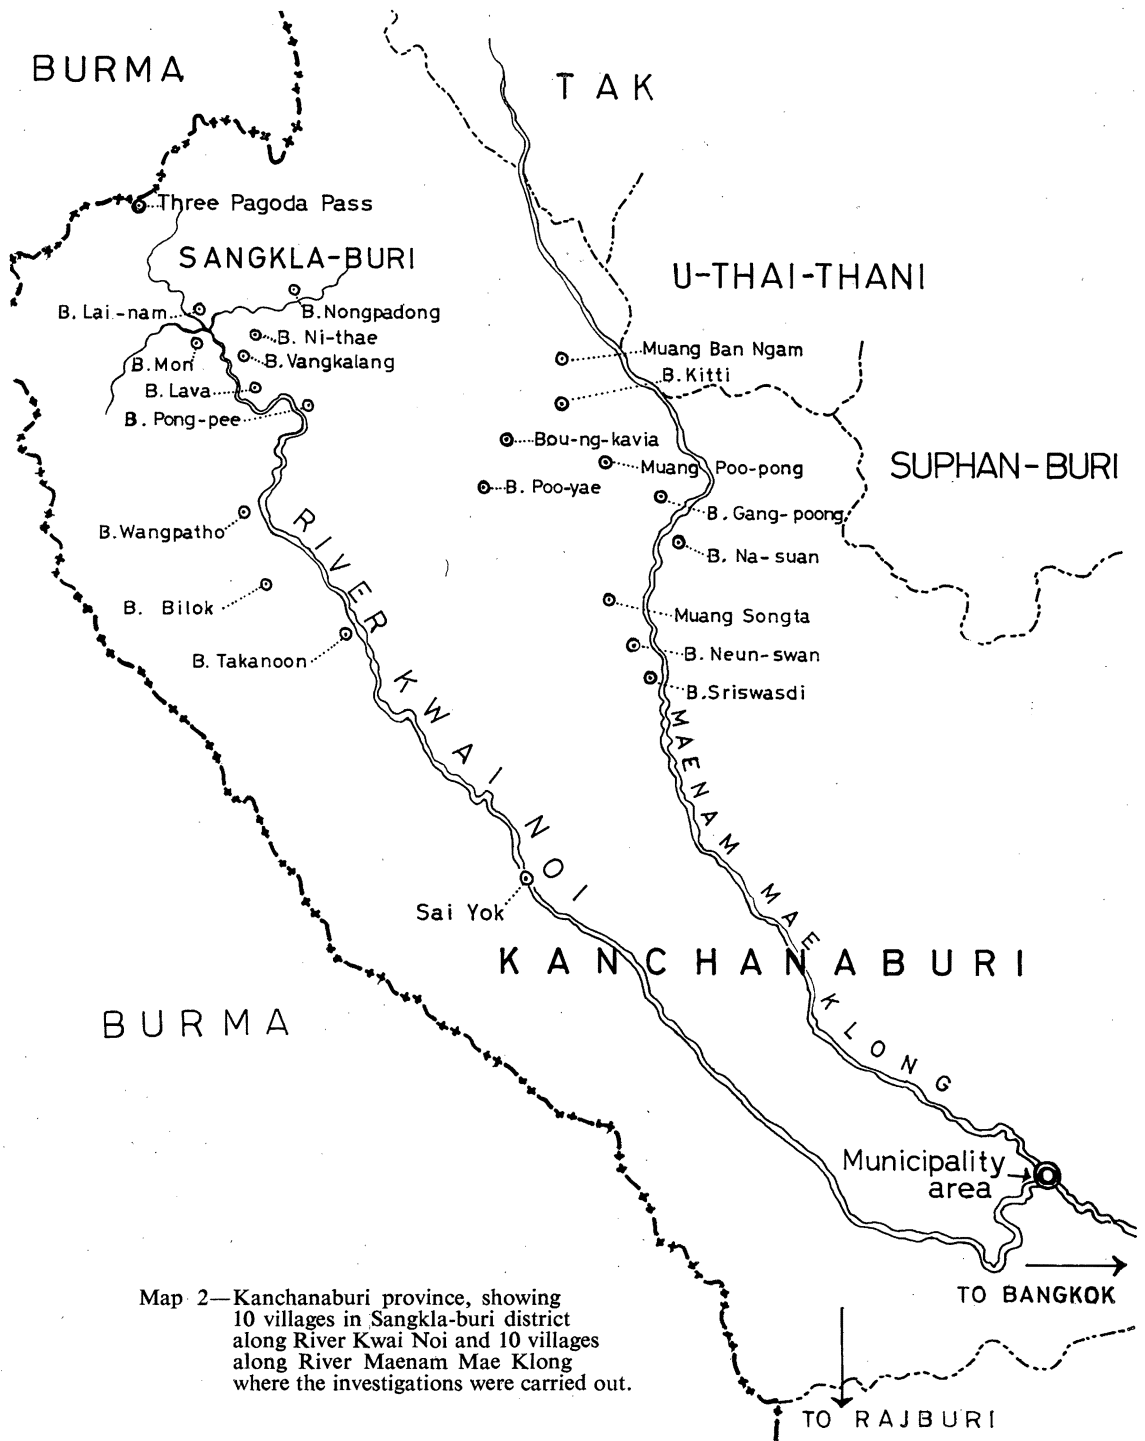 BURMA
TAK
Three Pagoda Pass
SANGKLA-BURI
U-THAI-THANI
B. Lai-nam
B. Nongpadong
B. Ni-thae
B. Mon
B. Vangkalang
B. Lava
B. Pong-pee
Muang Ban Ngam
B. Kitti
Bou-ng-kavia
Muang Poo-pong
SUPHAN-BURI
B. Poo-yae
B. Gang-poong
B. Wangpatho
B. Na-suan
B. Bilok
Muang Songta
B. Takanoon
B. Neun-swan
B. Sriswasdi
RIVER KWAI NOI
MAENAM MAE KLONG
Sai Yok
KANCHANABURI
BURMA
Municipality
area
TO BANGKOK
Map 2—Kanchanaburi province, showing
10 villages in Sangkla-buri district
along River Kwai Noi and 10 villages
along River Maenam Mae Klong
where the investigations were carried out.
TO RAJBURI